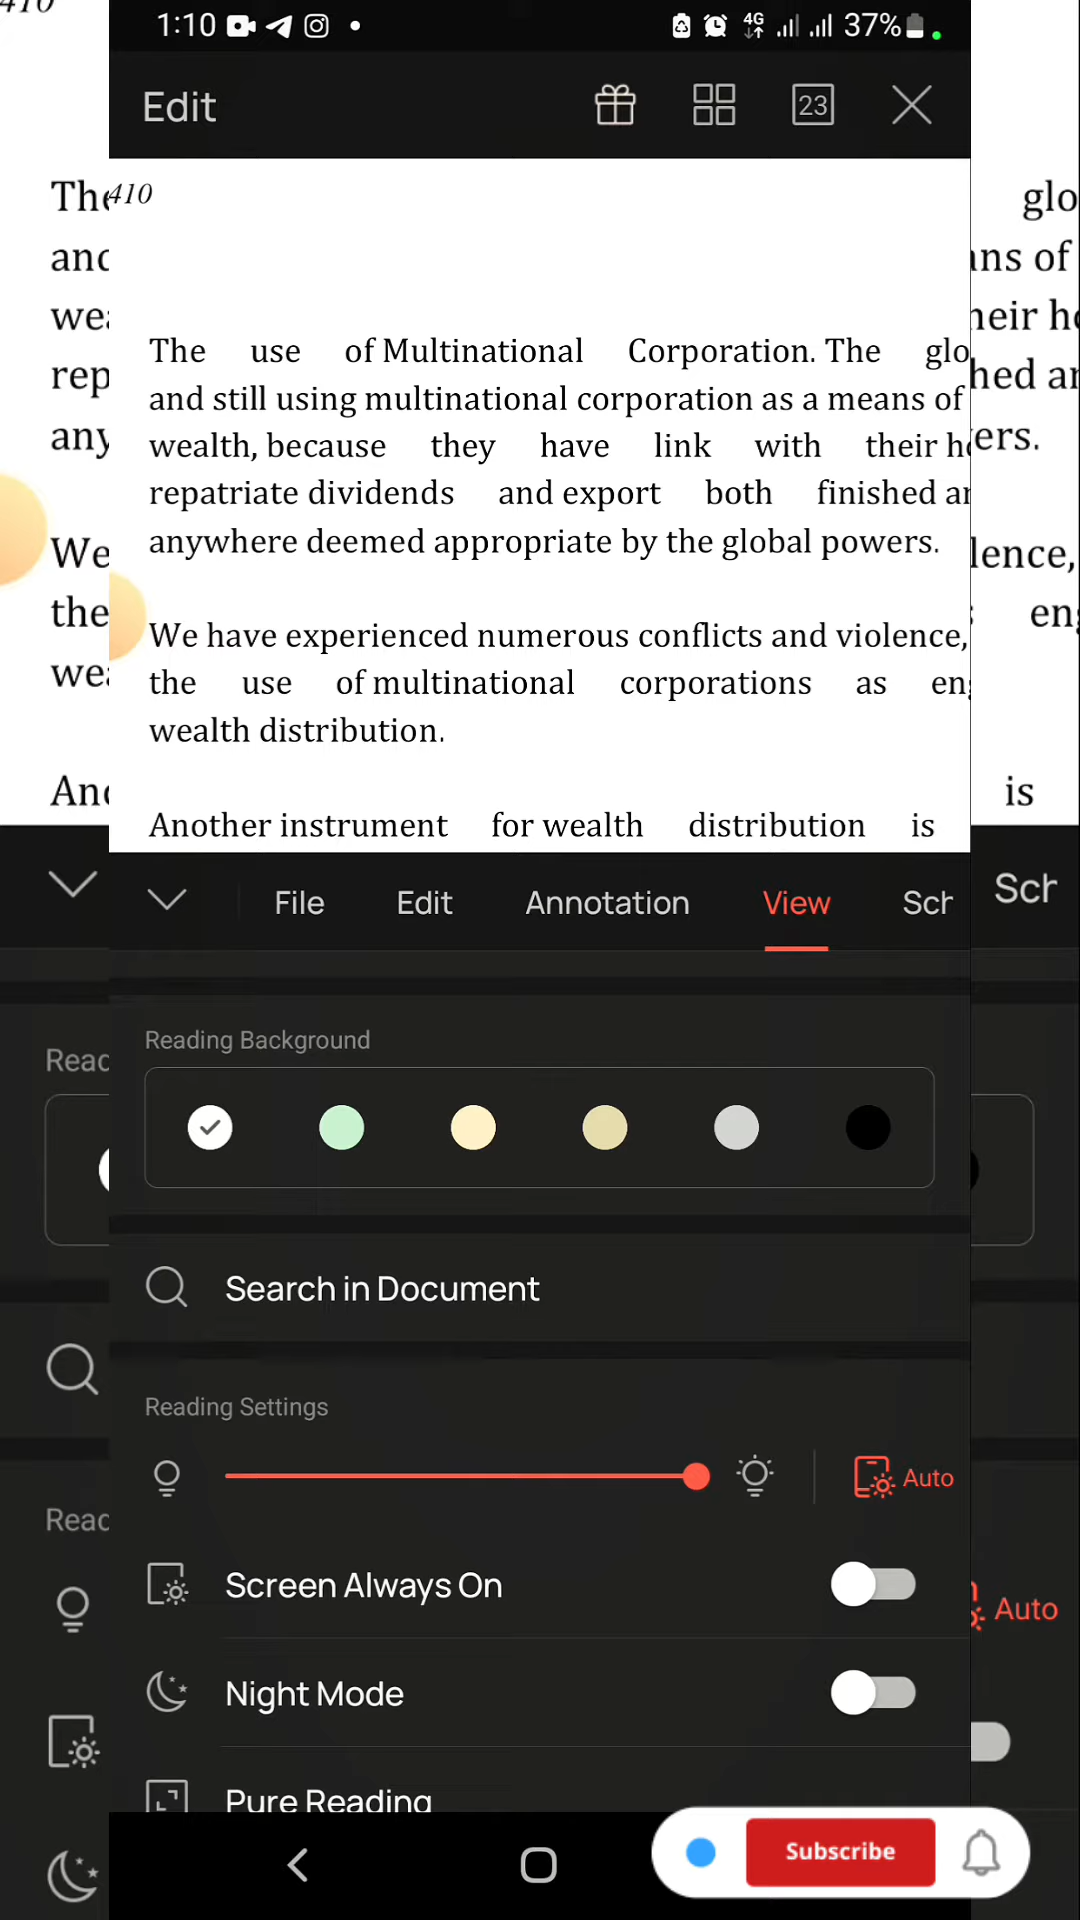 1:10 4G 37%
Edit 23
410
The use of Multinational Corporation. The glo
and still using multinational corporation as a means of
wealth, because they have link with their
repatriate dividends and export both finished
anywhere deemed appropriate by the global powers.
We have experienced numerous conflicts and violence,
the use of multinational corporations as
wealth distribution.
Another instrument for wealth distribution is
File Edit Annotation View Sch
Reading Background
Search in Document
Reading Settings
Auto
Screen Always On
Night Mode
Pure Reading
Subscribe